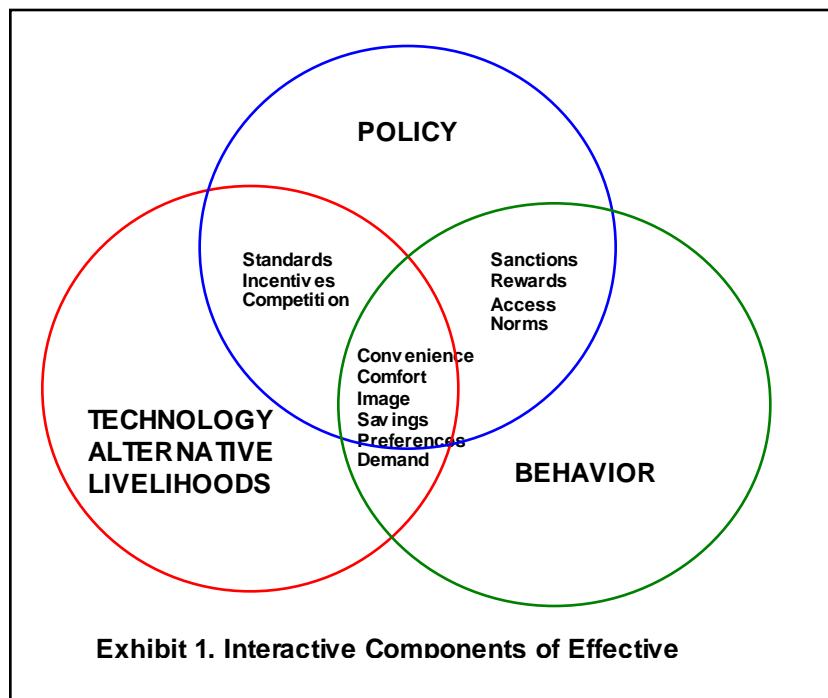 POLICY
Standards
Incentives
Competition
Sanctions
Rewards
Access
Norms
Convenience
Comfort
Image
Savings
Preferences
Demand
TECHNOLOGY
ALTERNATIVE
LIVELIHOODS
BEHAVIOR
Exhibit 1. Interactive Components of Effective